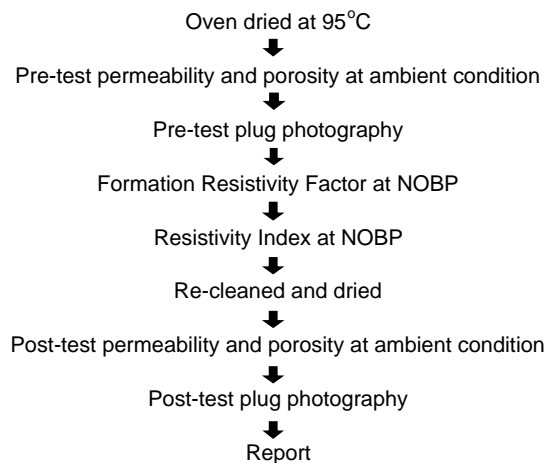 Oven dried at 95°C
Pre-test permeability and porosity at ambient condition
Pre-test plug photography
Formation Resistivity Factor at NOBP
Resistivity Index at NOBP
Re-cleaned and dried
Post-test permeability and porosity at ambient condition
Post-test plug photography
Report